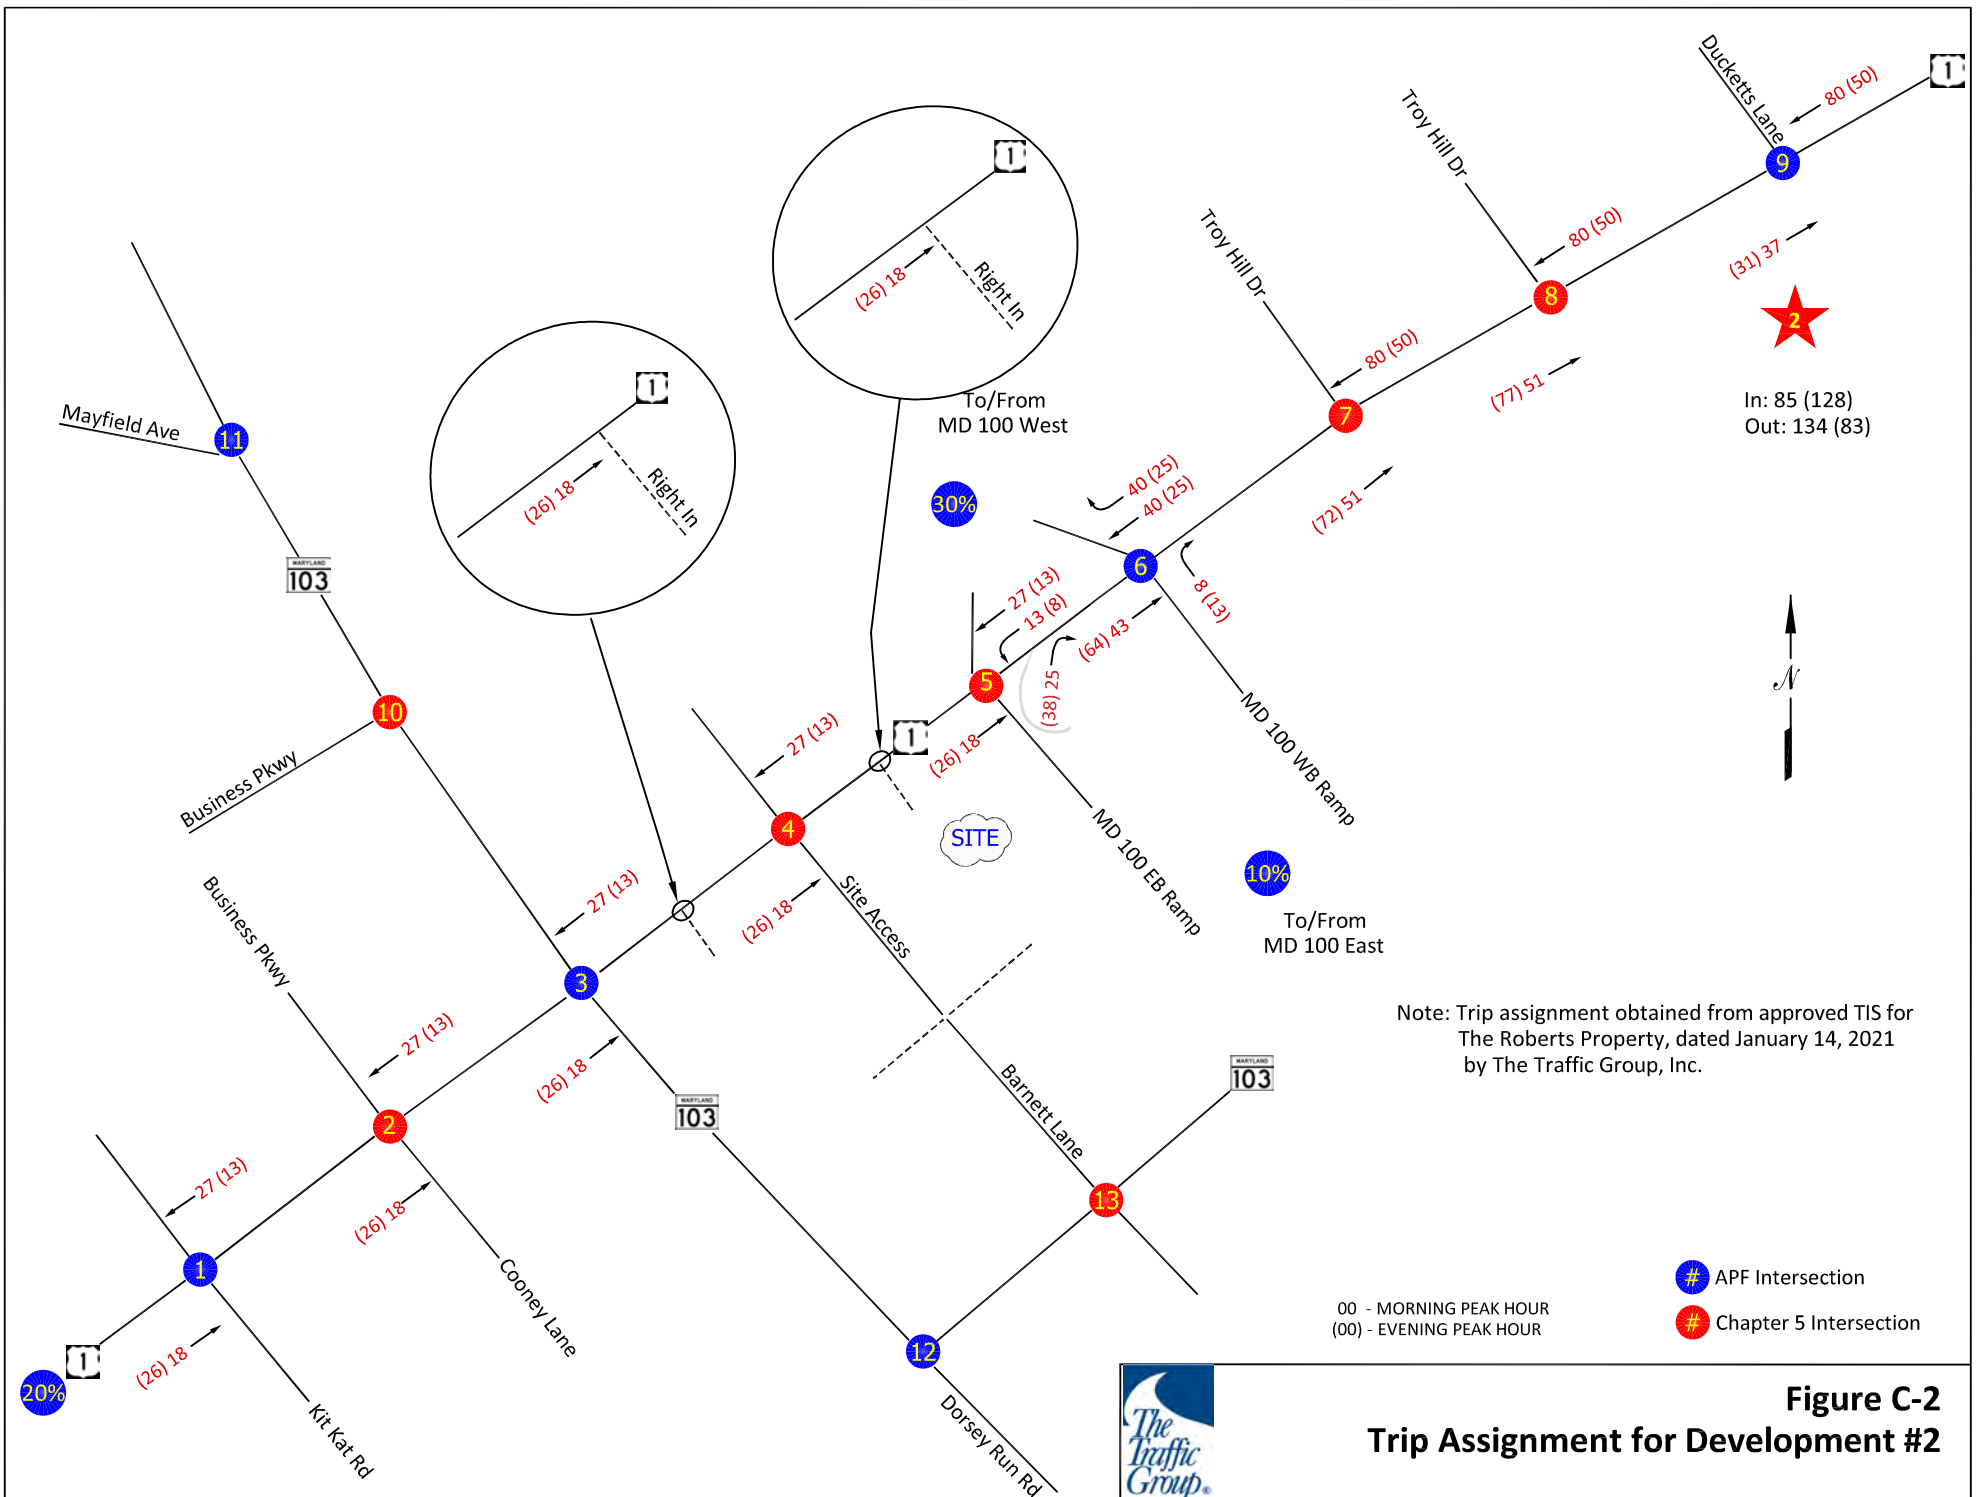 Ducketts Lane
1
80 (50)
9
Troy Hill Dr
80 (50)
(31) 37
8
2
In: 85 (128)
Out: 134 (83)
Troy Hill Dr
80 (50)
(77) 51
7
(72) 51
1
(26) 18
Right In
To/From
MD 100 West
30%
40 (25)
40 (25)
6
8 (13)
27 (13)
13 (8)
(64) 43
(38) 25
5
(26) 18
MD 100 WB Ramp
MD 100 EB Ramp
10%
To/From
MD 100 East
N
1
(26) 18
Right In
Mayfield Ave
11
MARYLAND
103
10
Business Pkwy
27 (13)
1
4
SITE
(26) 18
Site Access
27 (13)
3
(26) 18
Business Pkwy
27 (13)
2
(26) 18
MARYLAND
103
Cooney Lane
27 (13)
1
(26) 18
1
20%
Kit Kat Rd
Barnett Lane
MARYLAND
103
13
12
Dorsey Run Rd
Note: Trip assignment obtained from approved TIS for
The Roberts Property, dated January 14, 2021
by The Traffic Group, Inc.
00 - MORNING PEAK HOUR
(00) - EVENING PEAK HOUR
# APF Intersection
# Chapter 5 Intersection
The
Traffic
Group®
Figure C-2
Trip Assignment for Development #2